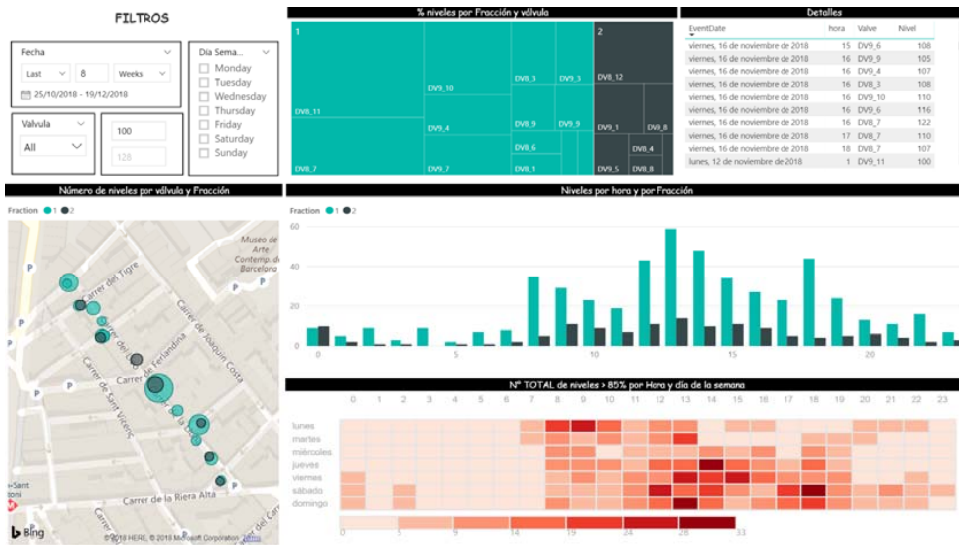 FILTROS
Fecha
Last
8
Weeks
25/10/2018 - 19/12/2018
Día Sema...
Monday
Tuesday
Wednesday
Thursday
Friday
Saturday
Sunday
Valvula
All
100
128
% niveles por Fracción y válvula
1
DV8_11
DV8_7
DV9_10
DV9_4
DV9_7
DV8_3
DV9_3
DV8_9
DV9_9
DV8_6
DV8_1
2
DV8_12
DV9_1
DV8_8
DV9_5
DV8_4
DV8_8
Detalles
EventDate hora Valve Nivel
viernes, 16 de noviembre de 2018 15 DV9_6 108
viernes, 16 de noviembre de 2018 16 DV9_9 105
viernes, 16 de noviembre de 2018 16 DV9_4 107
viernes, 16 de noviembre de 2018 16 DV8_3 108
viernes, 16 de noviembre de 2018 16 DV9_10 110
viernes, 16 de noviembre de 2018 16 DV9_6 116
viernes, 16 de noviembre de 2018 16 DV8_7 122
viernes, 16 de noviembre de 2018 17 DV8_7 110
viernes, 16 de noviembre de 2018 18 DV8_7 107
lunes, 12 de noviembre de 2018 1 DV9_11 100
Número de niveles por válvula y Fracción
Fraction 1 2
Museo de
Arte
Contemp. de
Barcelona
Carrer del Tigre
Carrer de Joaquín Costa
Carrer de Ferlandina
Carrer de Sant Vicenç
Carrer de la Riera Alta
P
P
P
P
P
P
Bing
© 2018 HERE, © 2018 Microsoft Corporation Terms
Niveles por hora y por Fracción
Fraction 1 2
60
40
20
0
0 5 10 15 20
Nº TOTAL de niveles > 85% por Hora y día de la semana
0 1 2 3 4 5 6 7 8 9 10 11 12 13 14 15 16 17 18 19 20 21 22 23
lunes
martes
miércoles
jueves
viernes
sábado
domingo
0 5 9 14 19 24 28 33